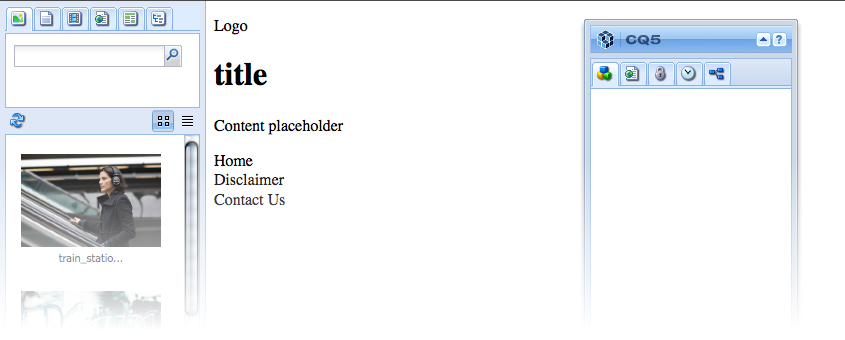 train_statio...
Logo
title
Content placeholder
Home
Disclaimer
Contact Us
CQ5
?